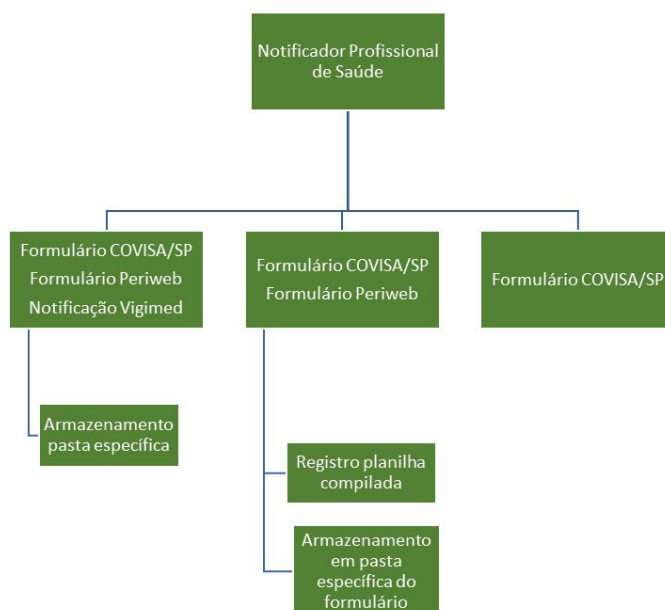 Notificador Profissional
de Saúde
Formulário COVISA/SP
Formulário Periweb
Notificação Vigimed
Formulário COVISA/SP
Formulário Periweb
Formulário COVISA/SP
Armazenamento
pasta específica
Registro planilha
compilada
Armazenamento
em pasta
específica do
formulário